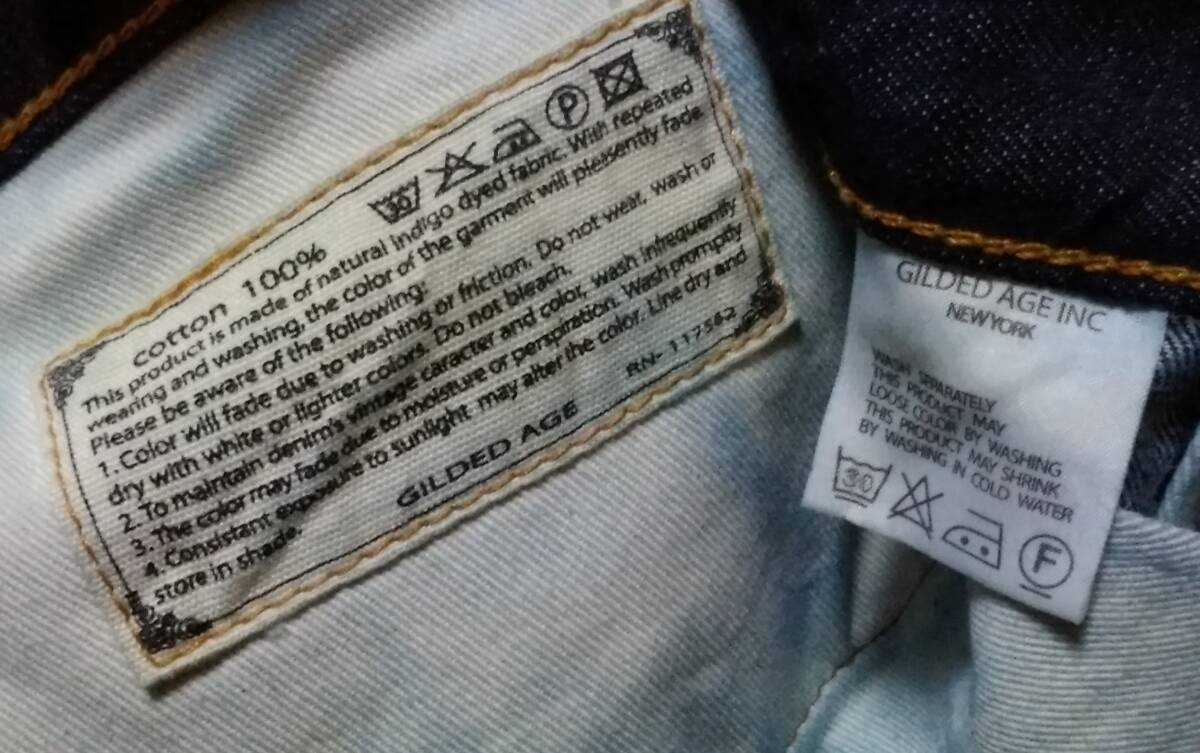 cotton 100%
This product is made of natural indigo dyed fabric. With repeated
wearing and washing, the color of the garment will pleasently fade.
Please be aware of the following:
1. Color will fade due to washing or friction. Do not wear, wash or
dry with white or lighter colors. Do not bleach.
2. To maintain denim's vintage caracter and color, wash infrequently
3. The color may fade due to moisture or perspiration. Wash promptly
4. Consistant exposure to sunlight may alter the color. Line dry and
store in shade.
RN- 117562
GILDED AGE
30
P
GILDED AGE INC
NEWYORK
WASH SEPARATELY
THIS PRODUCT MAY
LOOSE COLOR BY WASHING
THIS PRODUCT MAY SHRINK
BY WASHING IN COLD WATER
30
F